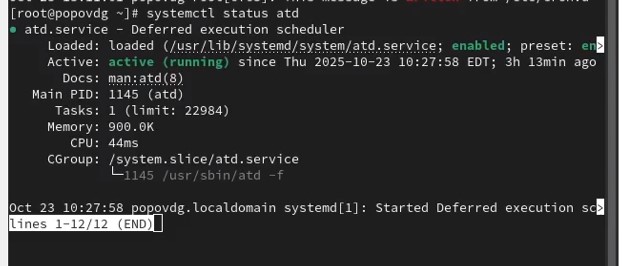 [root@popovdg ~]# systemctl status atd
● atd.service - Deferred execution scheduler
Loaded: loaded (/usr/lib/systemd/system/atd.service; enabled; preset: en>
Active: active (running) since Thu 2025-10-23 10:27:58 EDT; 3h 13min ago
Docs: man:atd(8)
Main PID: 1145 (atd)
Tasks: 1 (limit: 22984)
Memory: 900.0K
CPU: 44ms
CGroup: /system.slice/atd.service
└─1145 /usr/sbin/atd -f
Oct 23 10:27:58 popovdg.localdomain systemd[1]: Started Deferred execution sc>
lines 1-12/12 (END)